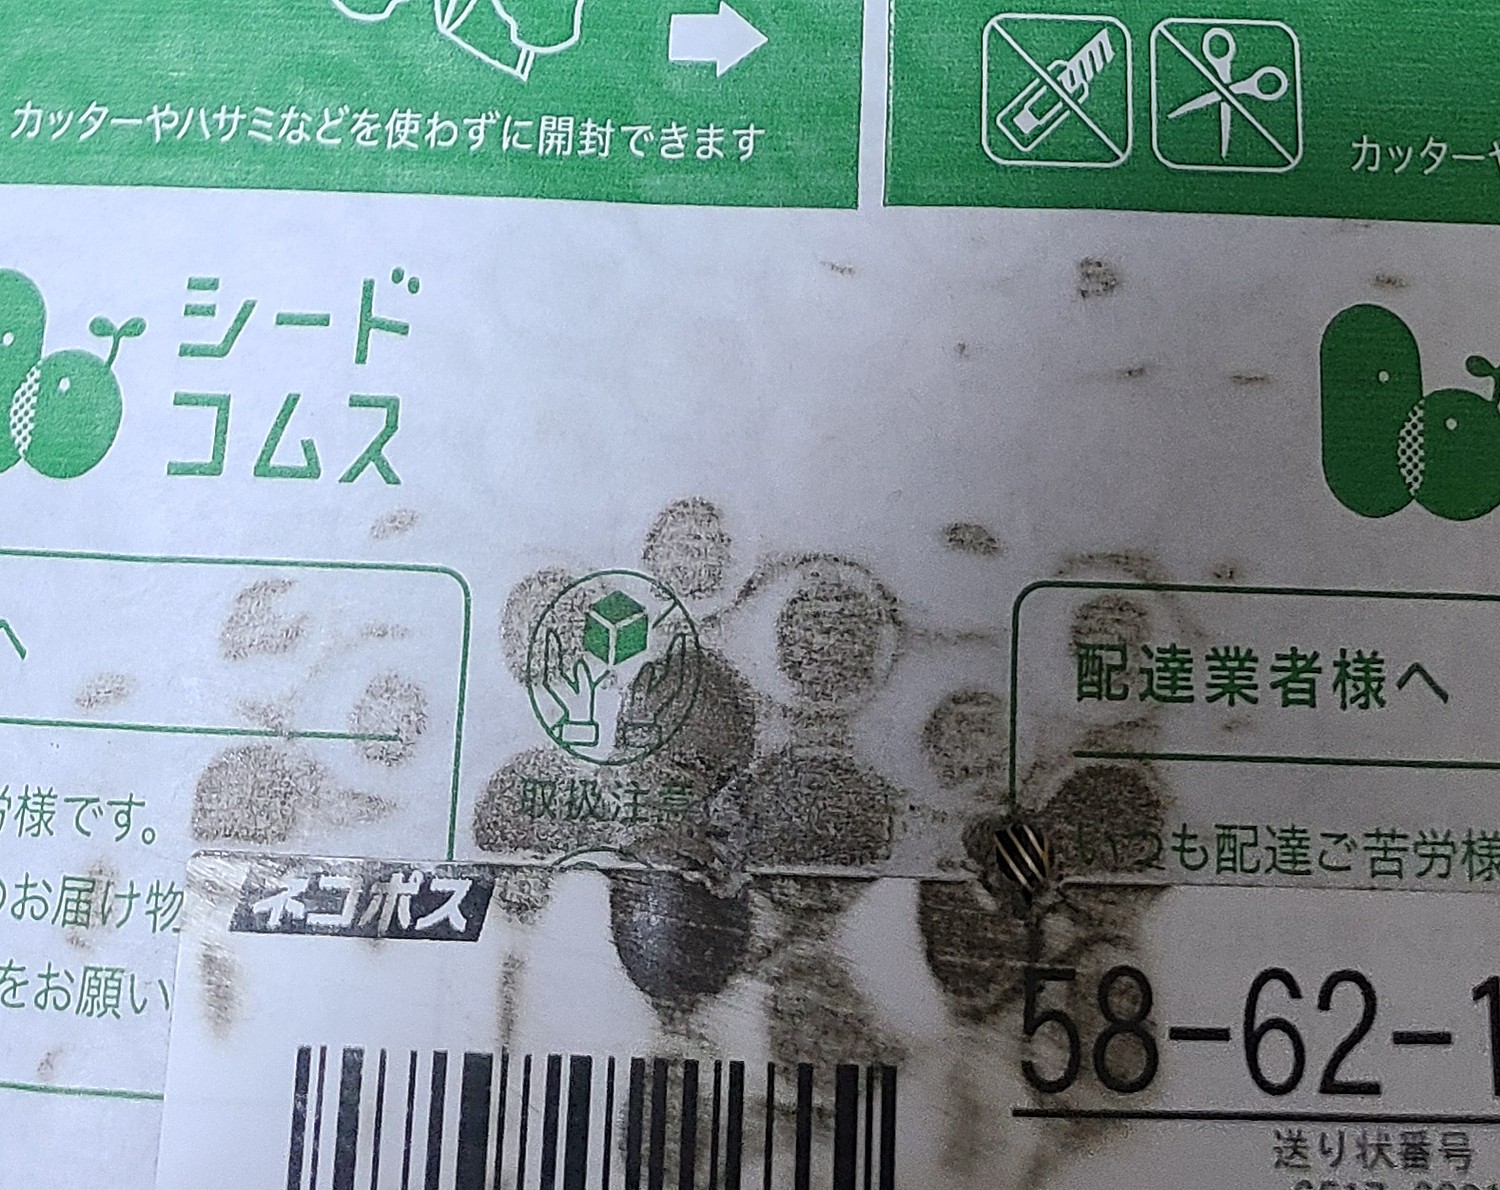 カッターやハサミなどを使わずに開封できます
カッターや
シード
コムス
へ
配達業者様へ
取扱注意
労様です。
いつも配達ご苦労様
のお届け物
ネコポス
をお願い
58-62-1
送り状番号